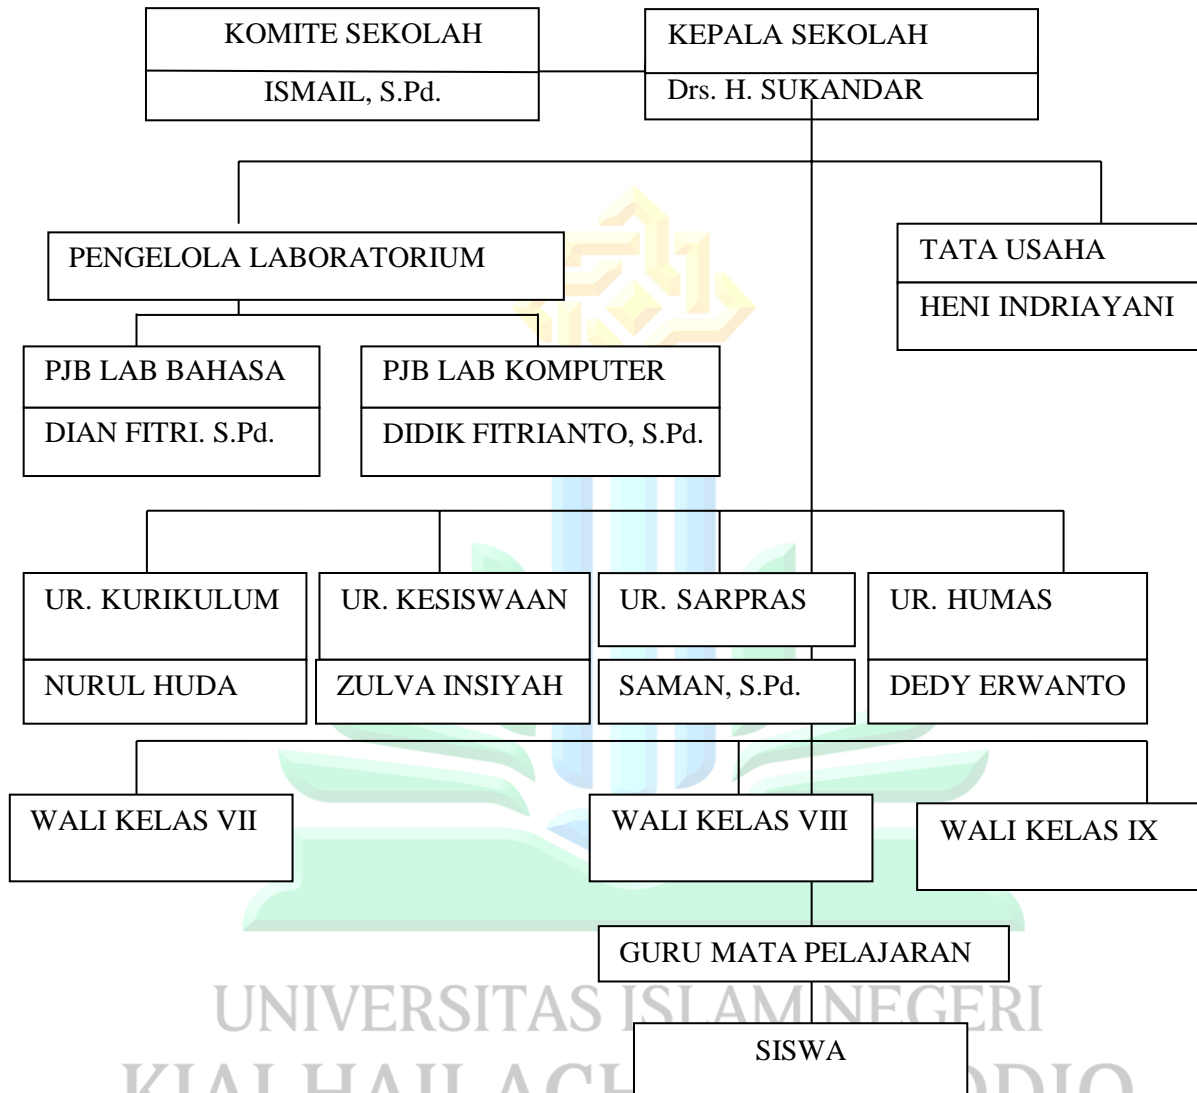 KOMITE SEKOLAH
ISMAIL, S.Pd.
KEPALA SEKOLAH
Drs. H. SUKANDAR
PENGELOLA LABORATORIUM
TATA USAHA
HENI INDRIAYANI
PJB LAB BAHASA
DIAN FITRI. S.Pd.
PJB LAB KOMPUTER
DIDIK FITRIANTO, S.Pd.
UR. KURIKULUM
NURUL HUDA
UR. KESISWAAN
ZULVA INSIYAH
UR. SARPRAS
SAMAN, S.Pd.
UR. HUMAS
DEDY ERWANTO
WALI KELAS VII
WALI KELAS VIII
WALI KELAS IX
GURU MATA PELAJARAN
UNIVERSITAS ISLAM NEGERI
SISWA
KIAI HAJI